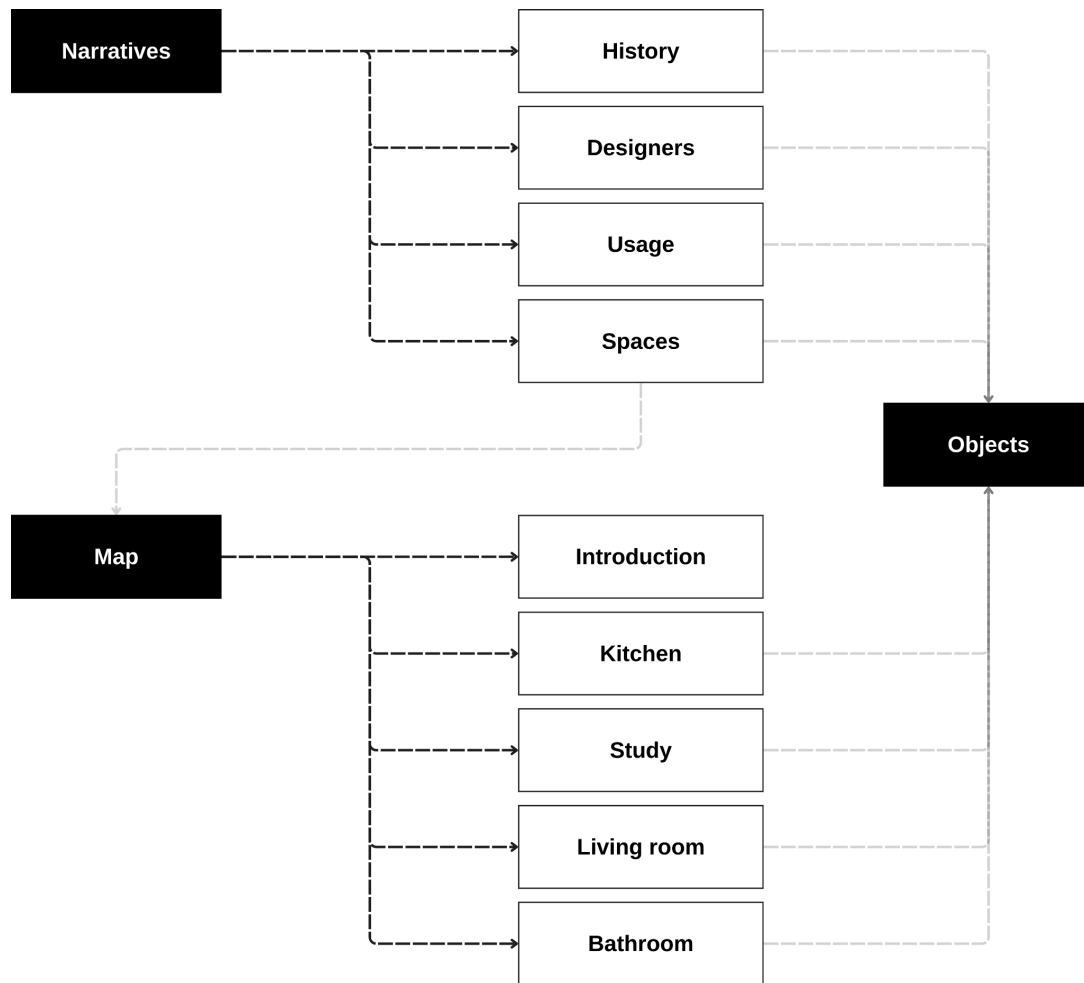 Narratives
History
Designers
Usage
Spaces
Objects
Map
Introduction
Kitchen
Study
Living room
Bathroom